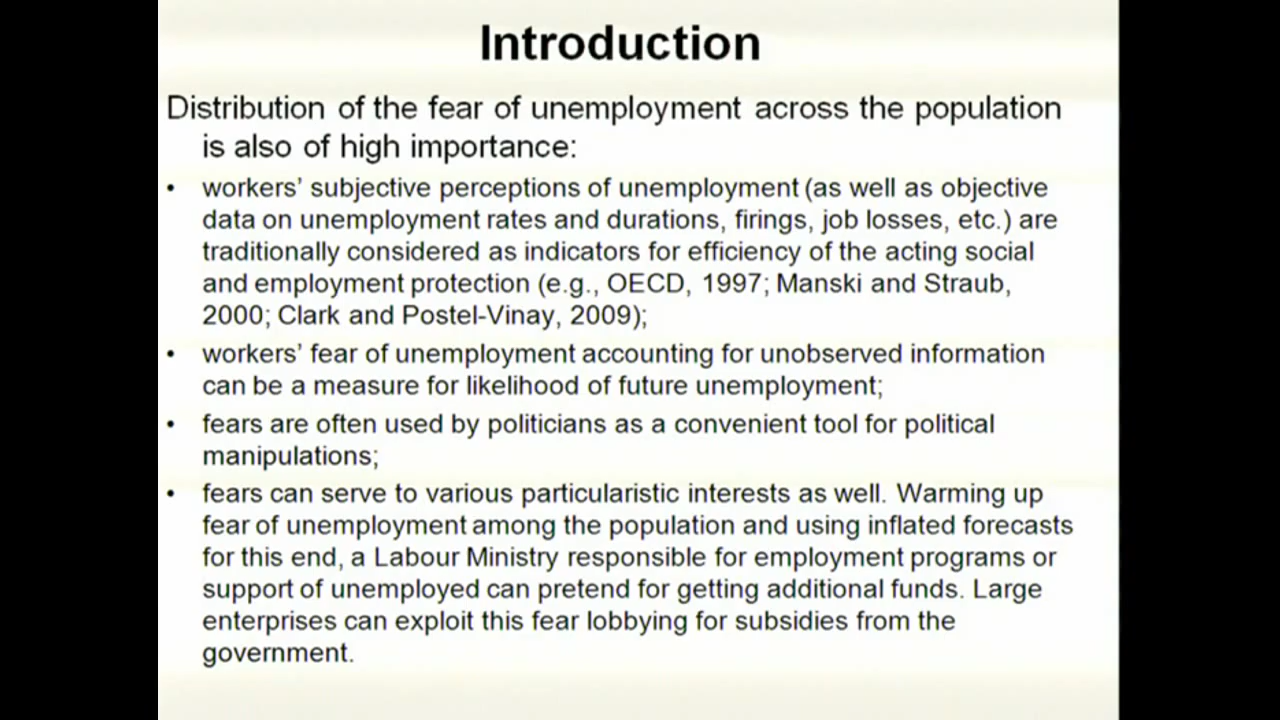 Introduction
Distribution of the fear of unemployment across the population
is also of high importance:
• workers’ subjective perceptions of unemployment (as well as objective
data on unemployment rates and durations, firings, job losses, etc.) are
traditionally considered as indicators for efficiency of the acting social
and employment protection (e.g., OECD, 1997; Manski and Straub,
2000; Clark and Postel-Vinay, 2009);
• workers’ fear of unemployment accounting for unobserved information
can be a measure for likelihood of future unemployment;
• fears are often used by politicians as a convenient tool for political
manipulations;
• fears can serve to various particularistic interests as well. Warming up
fear of unemployment among the population and using inflated forecasts
for this end, a Labour Ministry responsible for employment programs or
support of unemployed can pretend for getting additional funds. Large
enterprises can exploit this fear lobbying for subsidies from the
government.